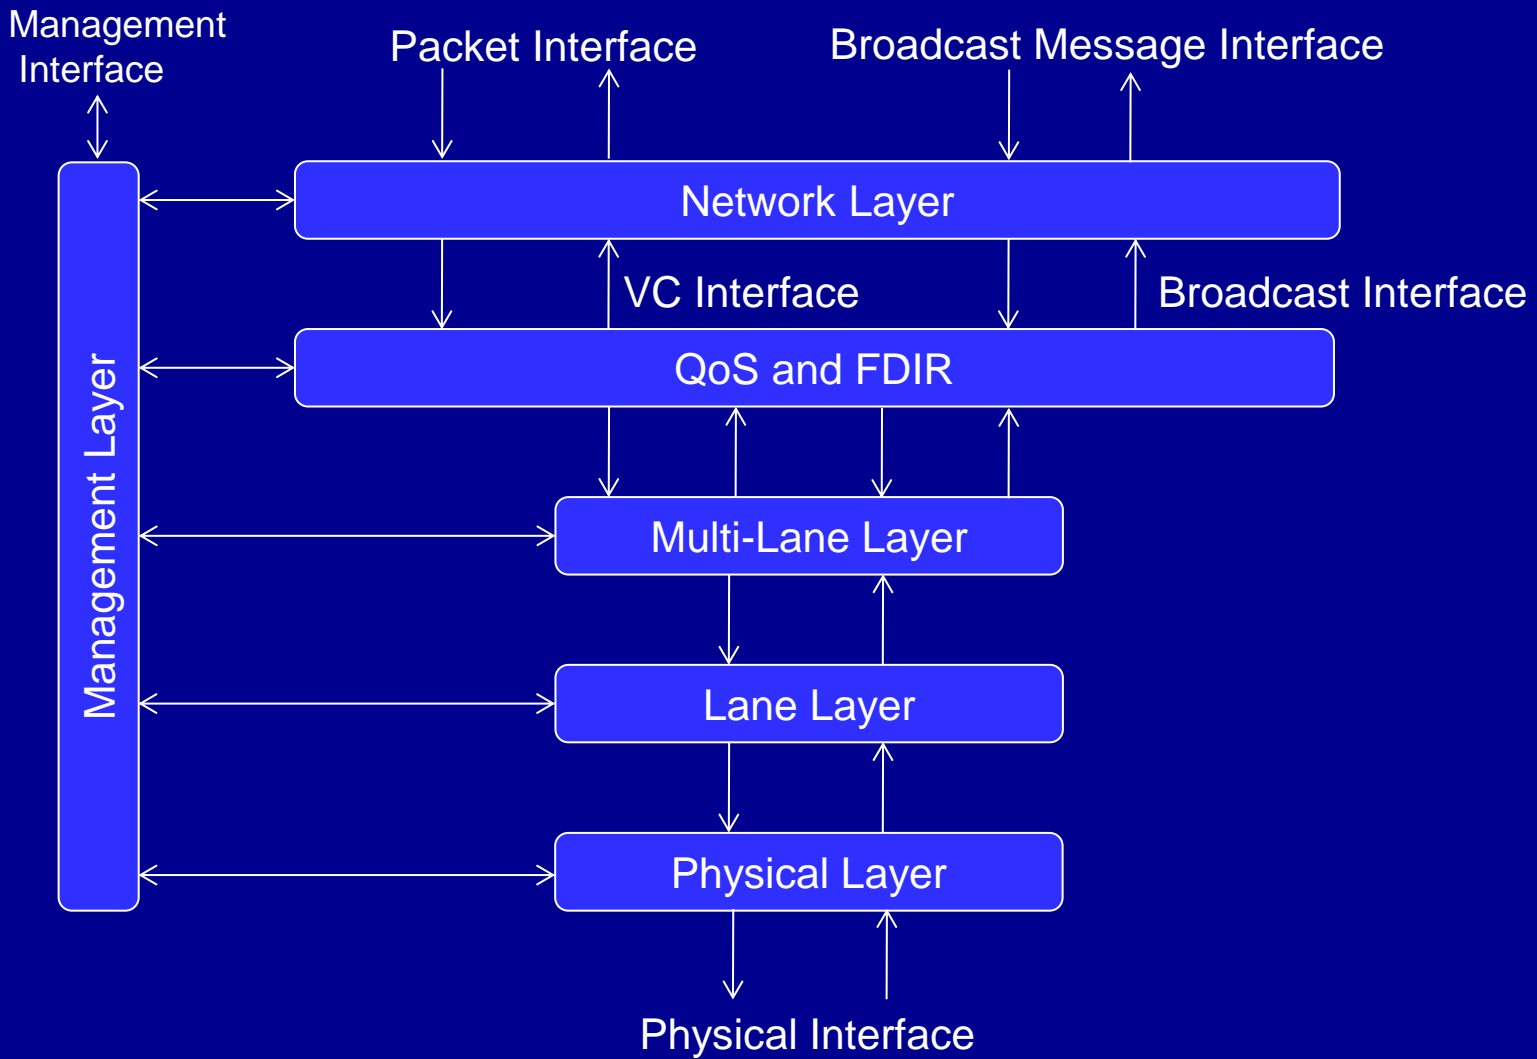 Management
Interface
Packet Interface
Broadcast Message Interface
Network Layer
VC Interface
Broadcast Interface
QoS and FDIR
Management Layer
Multi-Lane Layer
Lane Layer
Physical Layer
Physical Interface